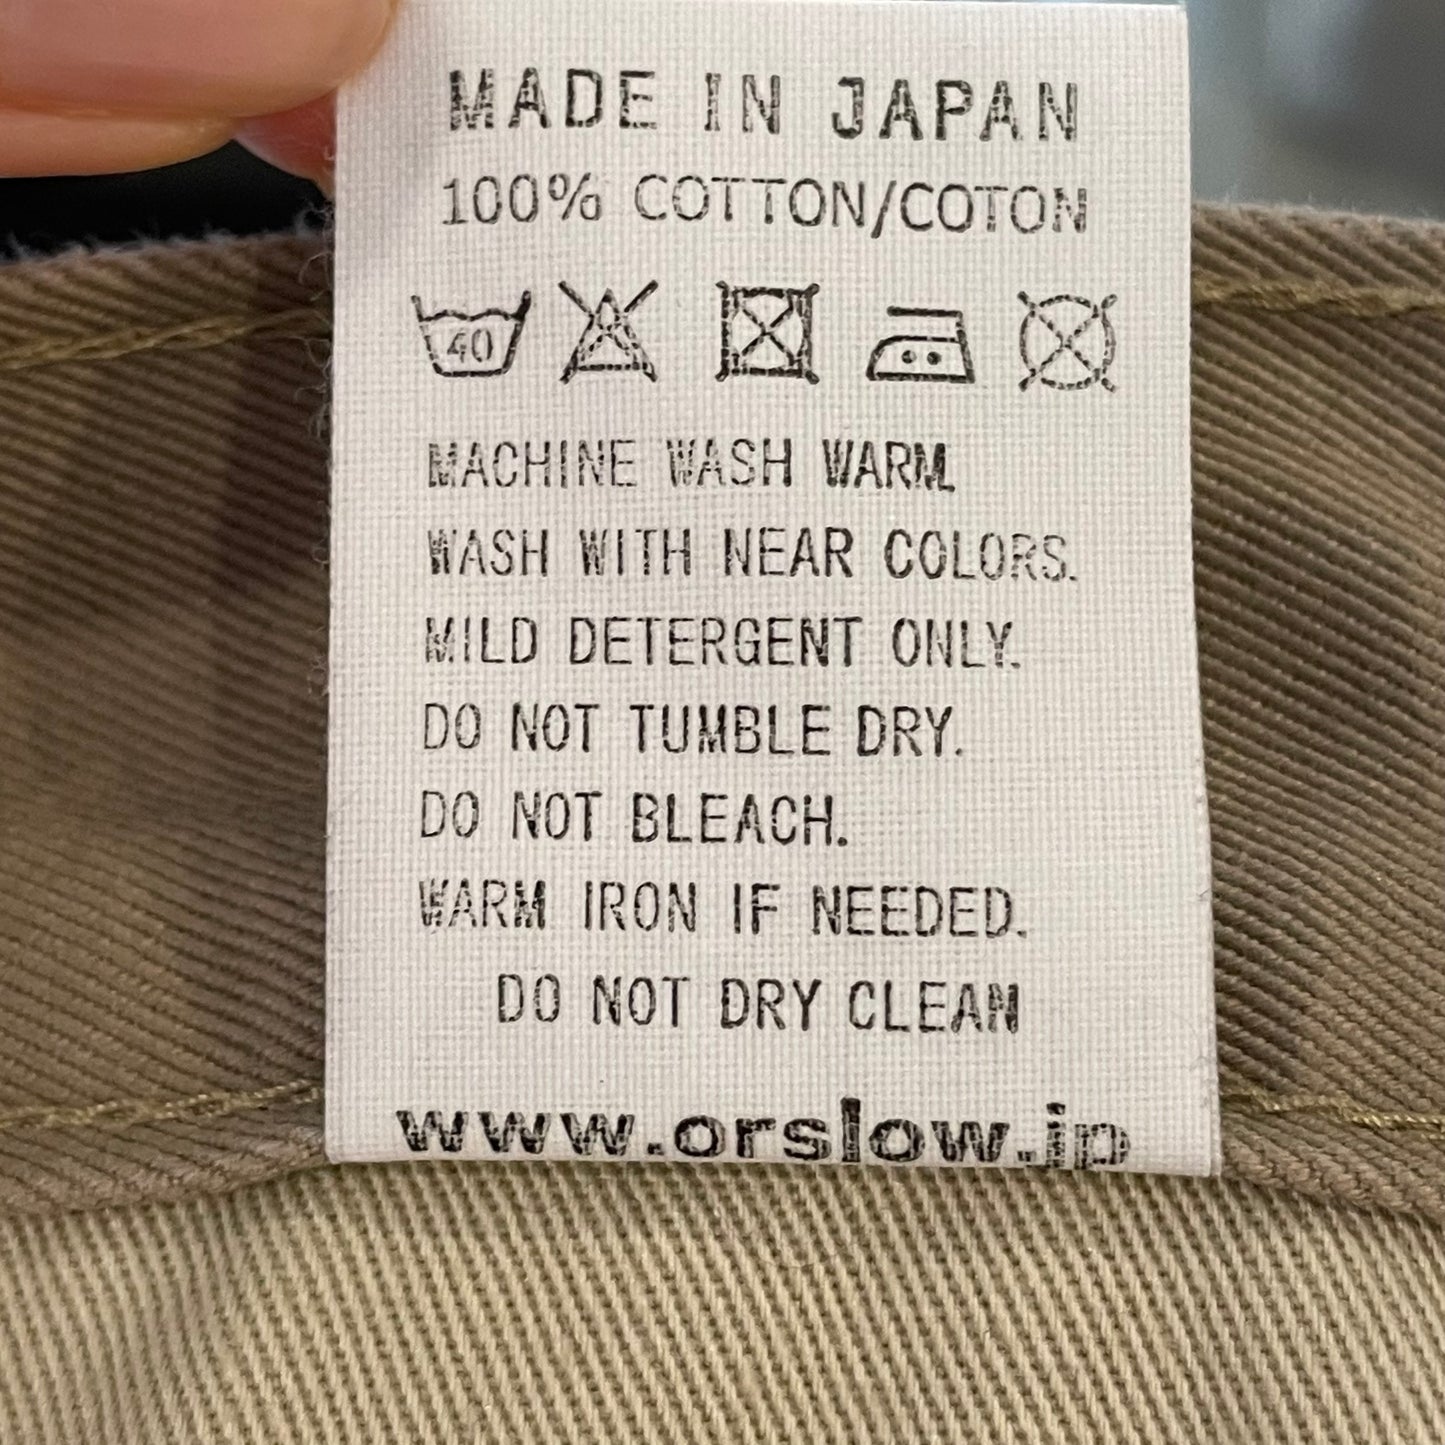 MADE IN JAPAN
100% COTTON/COTON
40
MACHINE WASH WARM.
WASH WITH NEAR COLORS.
MILD DETERGENT ONLY.
DO NOT TUMBLE DRY.
DO NOT BLEACH.
WARM IRON IF NEEDED.
DO NOT DRY CLEAN
www.orslow.jp